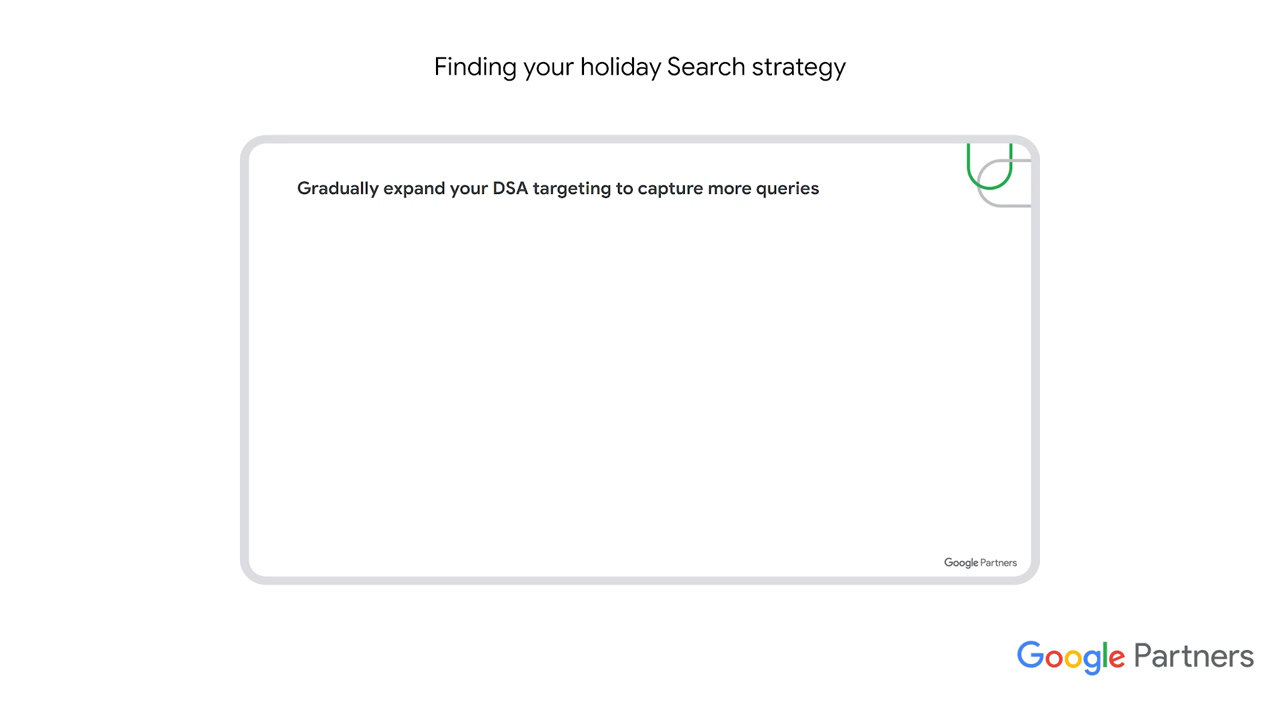 Finding your holiday Search strategy
Gradually expand your DSA targeting to capture more queries
Google Partners
Google Partners